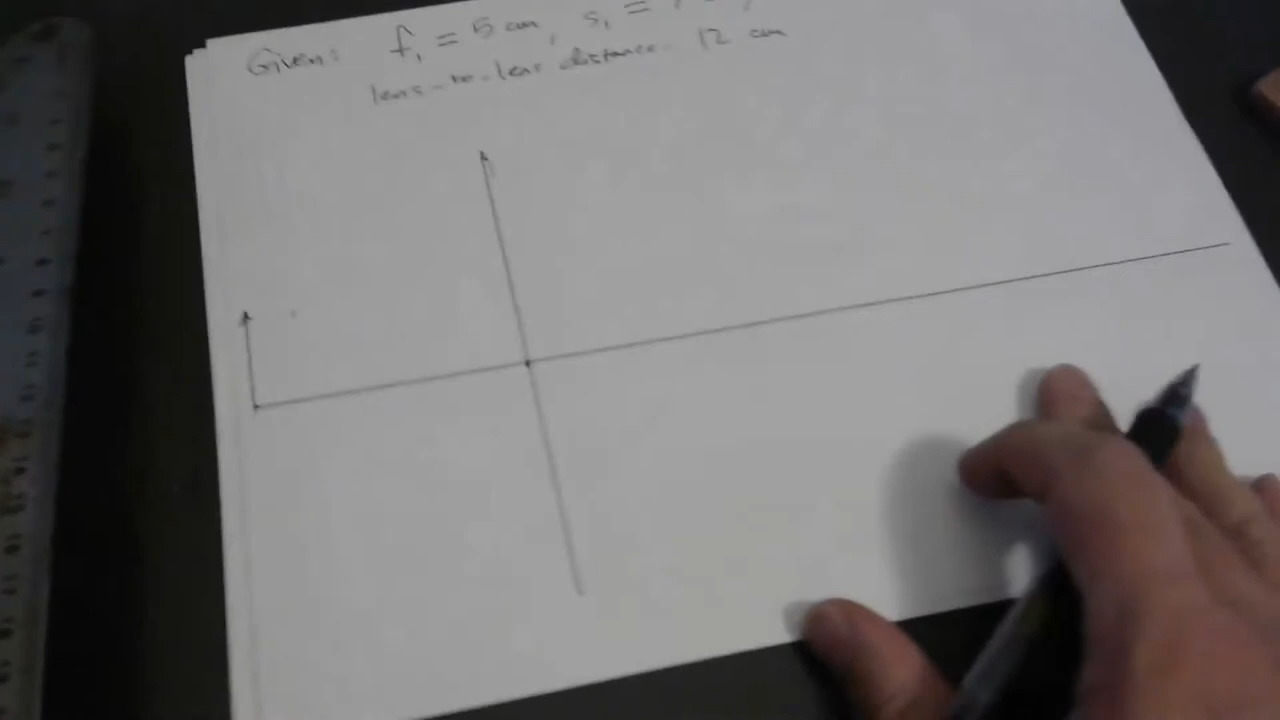 Given: f₁ = 5 cm, s₁ =
lens-to-lens distance = 12 cm